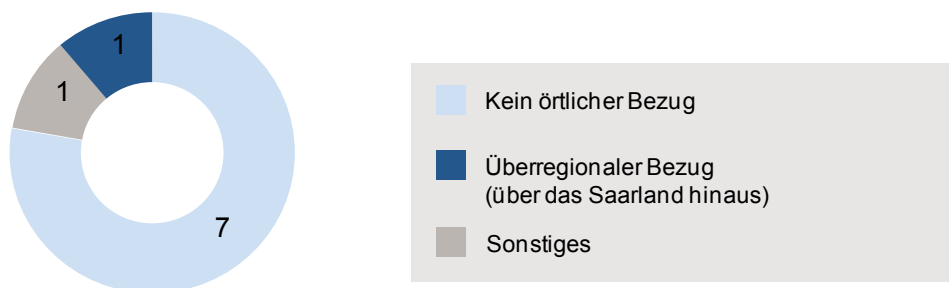 1
1
7
Kein örtlicher Bezug
Überregionaler Bezug
(über das Saarland hinaus)
Sonstiges